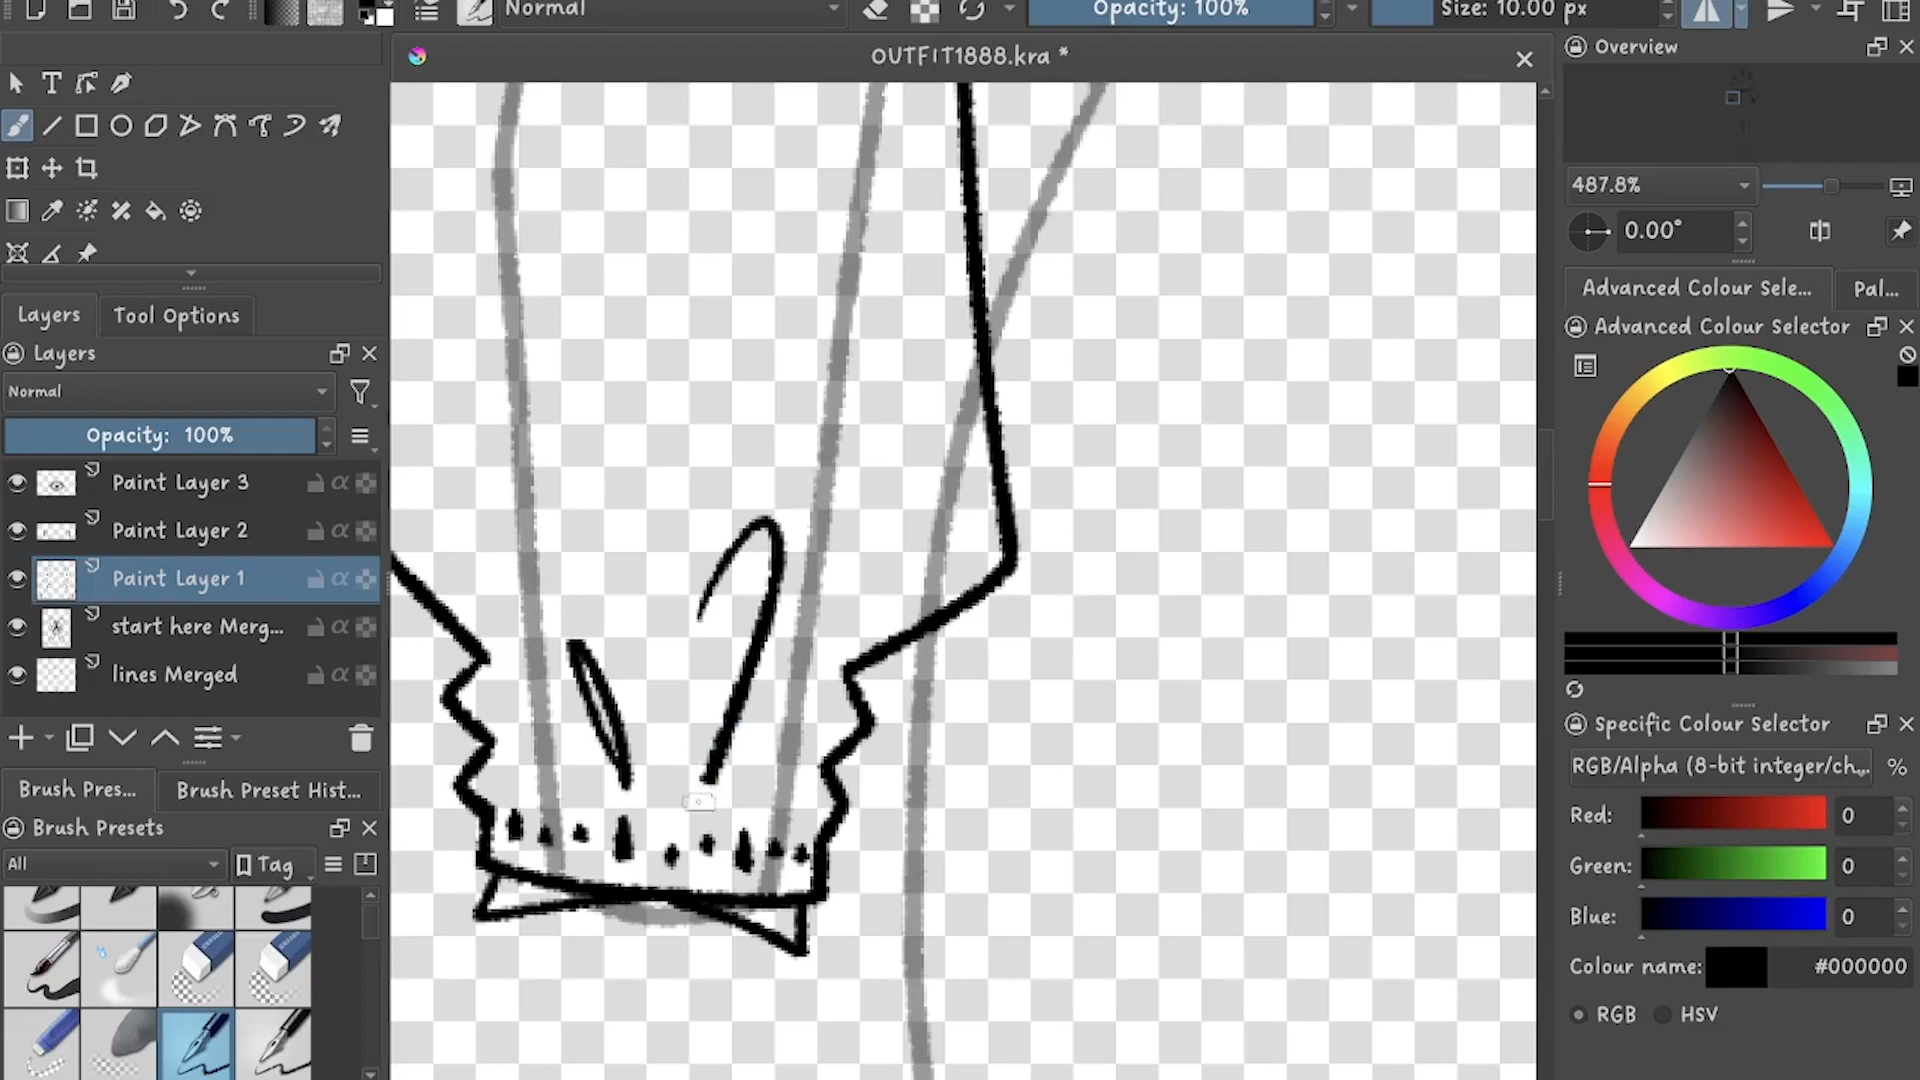 Normal
Opacity: 100%
Size: 10.00 px
OUTFIT1888.kra *
Overview
487.8%
0.00°
Layers
Tool Options
Layers
Normal
Opacity: 100%
Paint Layer 3
Paint Layer 2
Paint Layer 1
start here Merg...
lines Merged
Brush Pres...
Brush Preset Hist...
Brush Presets
All
Tag
Advanced Colour Sele...
Pal...
Advanced Colour Selector
Specific Colour Selector
RGB/Alpha (8-bit integer/ch...
%
Red:
0
Green:
0
Blue:
0
Colour name:
#000000
RGB
HSV